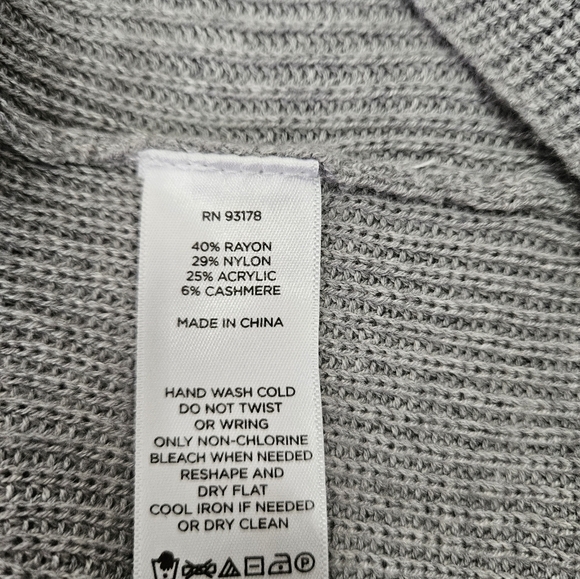 RN 93178
40% RAYON
29% NYLON
25% ACRYLIC
6% CASHMERE
MADE IN CHINA
HAND WASH COLD
DO NOT TWIST
OR WRING
ONLY NON-CHLORINE
BLEACH WHEN NEEDED
RESHAPE AND
DRY FLAT
COOL IRON IF NEEDED
OR DRY CLEAN
P